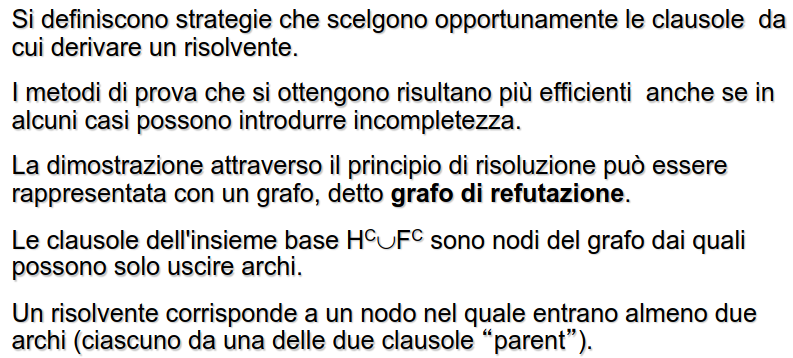 Si definiscono strategie che scelgono opportunamente le clausole da
cui derivare un risolvente.
I metodi di prova che si ottengono risultano più efficienti anche se in
alcuni casi possono introdurre incompletezza.
La dimostrazione attraverso il principio di risoluzione può essere
rappresentata con un grafo, detto grafo di refutazione.
Le clausole dell'insieme base Hᶜ∪Fᶜ sono nodi del grafo dai quali
possono solo uscire archi.
Un risolvente corrisponde a un nodo nel quale entrano almeno due
archi (ciascuno da una delle due clausole “parent”).